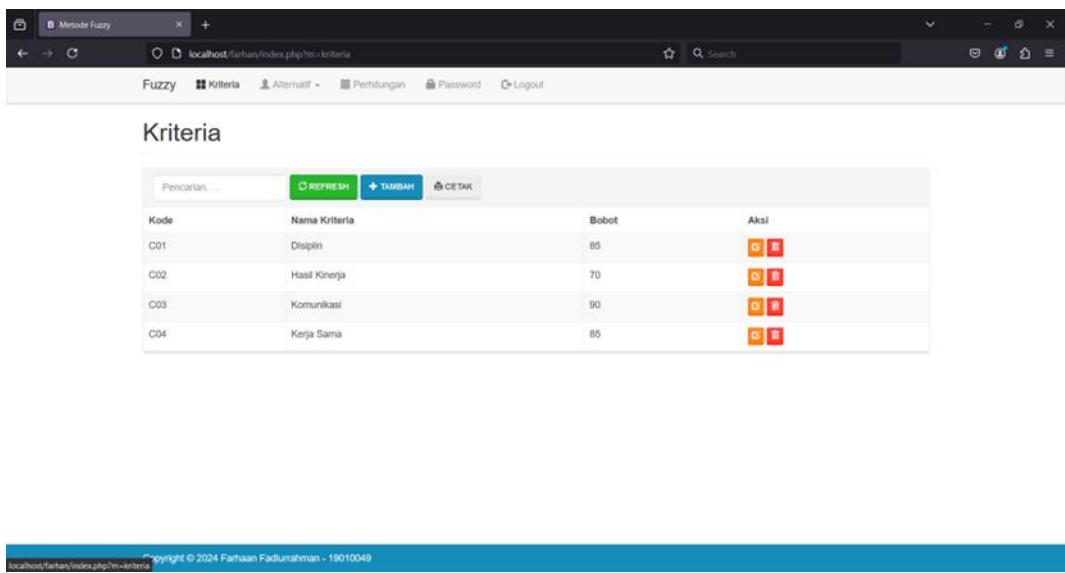 Metode Fuzzy
localhost/farhan/index.php?m=kriteria
Search
Fuzzy Kriteria Alternatif Perhitungan Password Logout
Kriteria
Pencarian. . . REFRESH TAMBAH CETAK
Kode Nama Kriteria Bobot Aksi
C01 Disiplin 85
C02 Hasil Kinerja 70
C03 Komunikasi 90
C04 Kerja Sama 85
Copyright © 2024 Farhaan Fadlurrahman - 19010049
localhost/farhan/index.php?m=kriteria